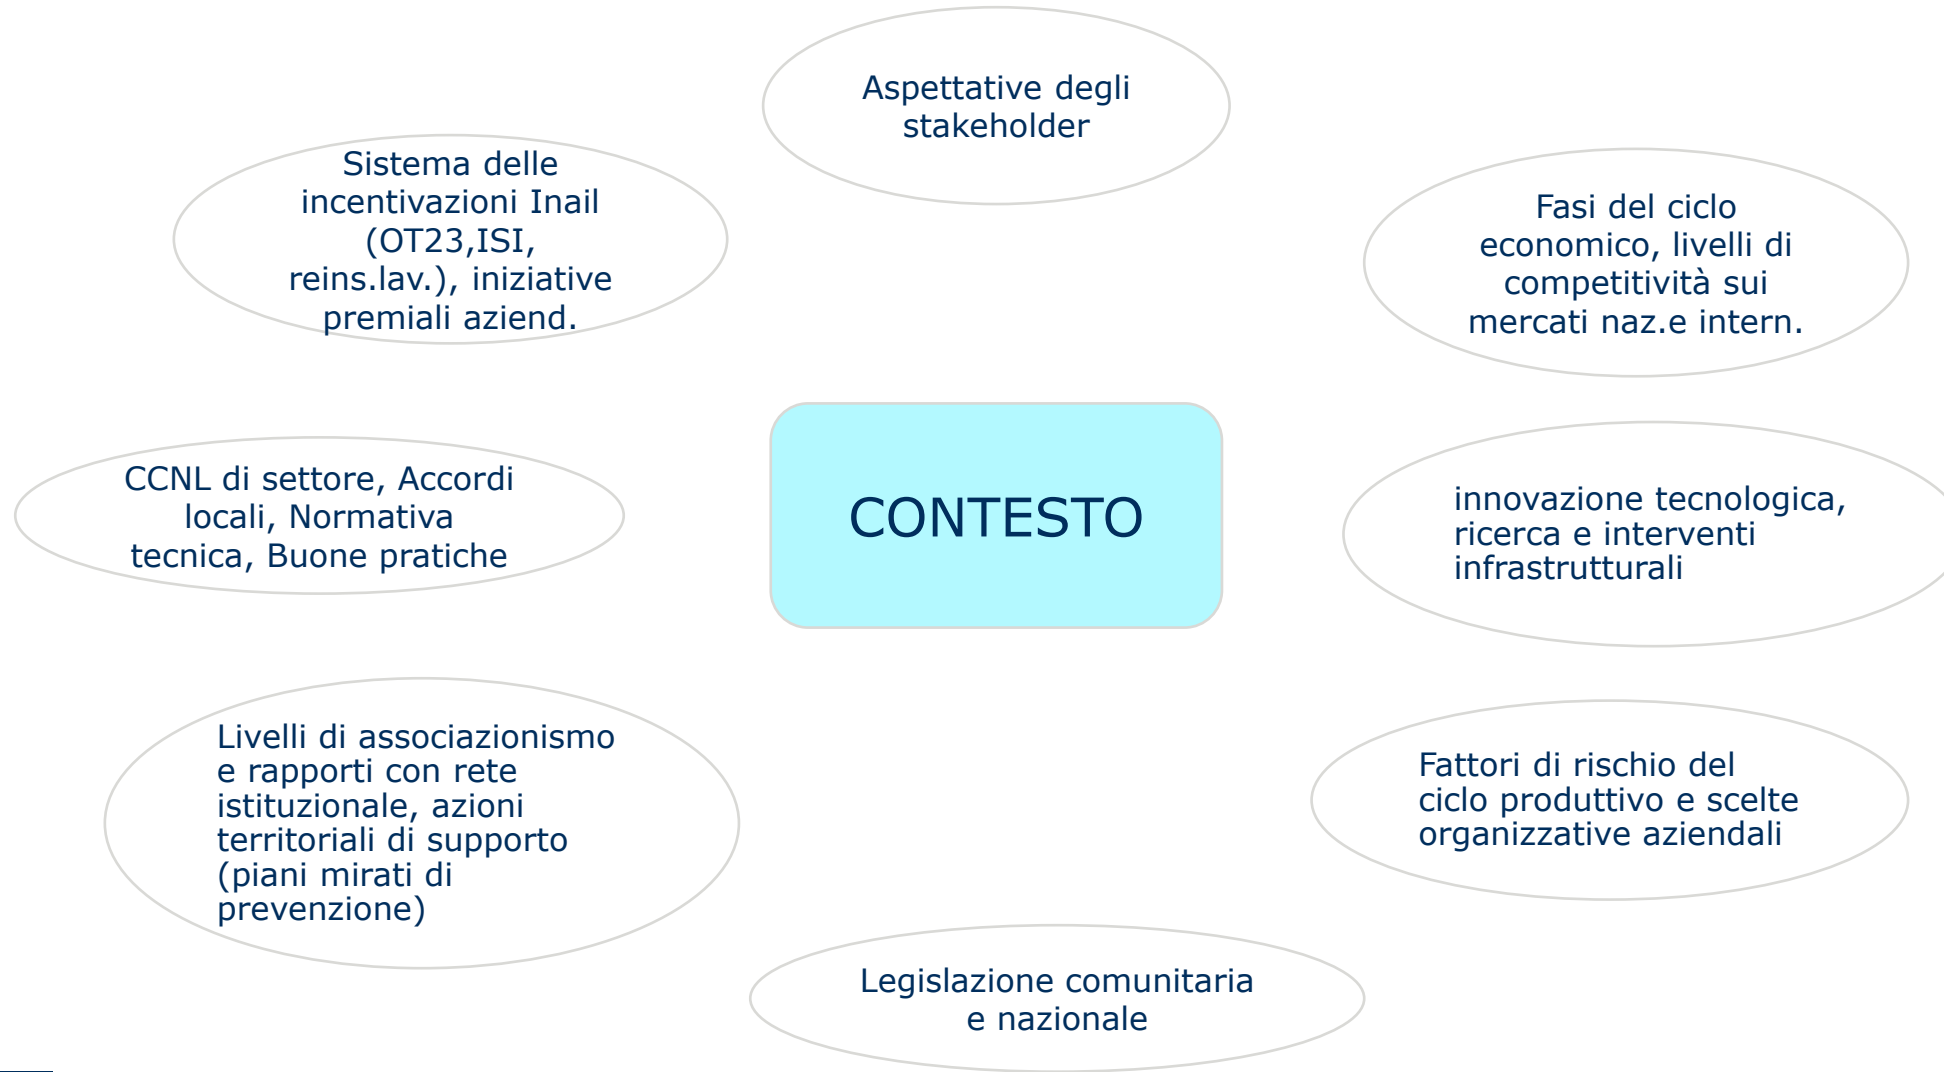 Aspettative degli
stakeholder
Sistema delle
incentivazioni Inail
(OT23,ISI,
reins.lav.), iniziative
premiali aziend.
Fasi del ciclo
economico, livelli di
competitività sui
mercati naz.e intern.
CCNL di settore, Accordi
locali, Normativa
tecnica, Buone pratiche
CONTESTO
innovazione tecnologica,
ricerca e interventi
infrastrutturali
Livelli di associazionismo
e rapporti con rete
istituzionale, azioni
territoriali di supporto
(piani mirati di
prevenzione)
Fattori di rischio del
ciclo produttivo e scelte
organizzative aziendali
Legislazione comunitaria
e nazionale